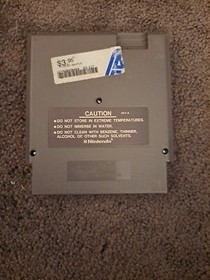 $3.95
A
CAUTION
•DO NOT STORE IN EXTREME TEMPERATURES.
•DO NOT IMMERSE IN WATER.
•DO NOT CLEAN WITH BENZENE, THINNER,
ALCOHOL OR OTHER SUCH SOLVENTS.
Nintendo